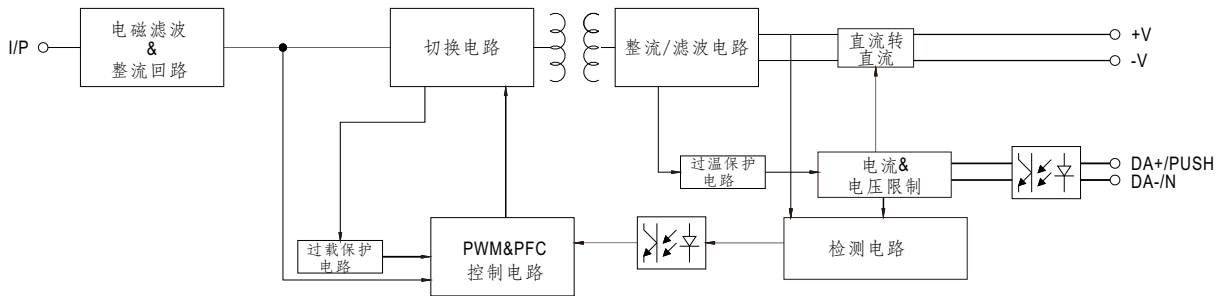 I/P
电磁滤波
&
整流回路
切换电路
整流/滤波电路
直流转
直流
+V
-V
过温保护
电路
电流&
电压限制
DA+/PUSH
DA-/N
过载保护
电路
PWM&PFC
控制电路
检测电路